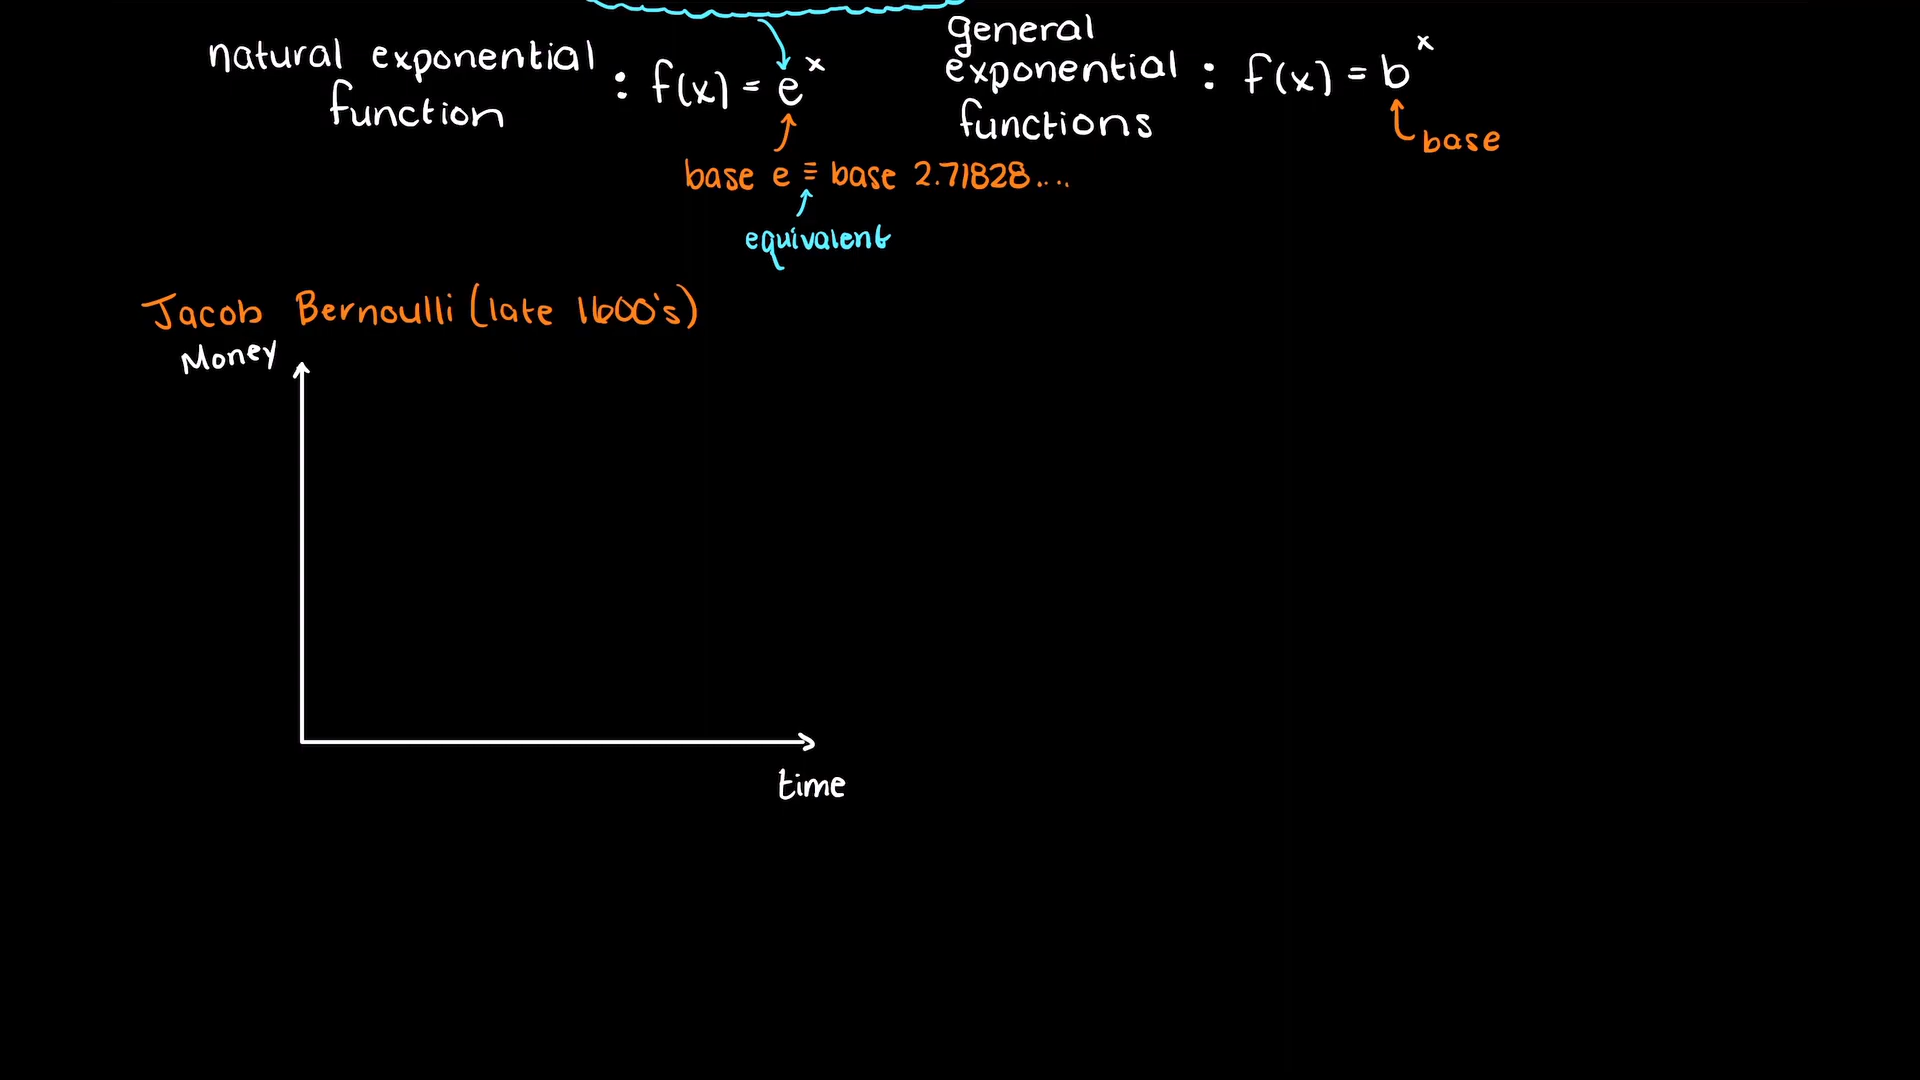 natural exponential
function
: f(x) = e^x
general
exponential
functions
: f(x) = b^x
base
base e ≡ base 2.71828...
equivalent
Jacob Bernoulli (late 1600's)
Money
time